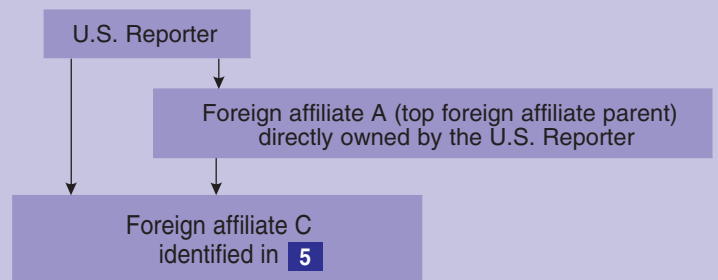 U.S. Reporter
Foreign affiliate A (top foreign affiliate parent)
directly owned by the U.S. Reporter
Foreign affiliate C
identified in 5